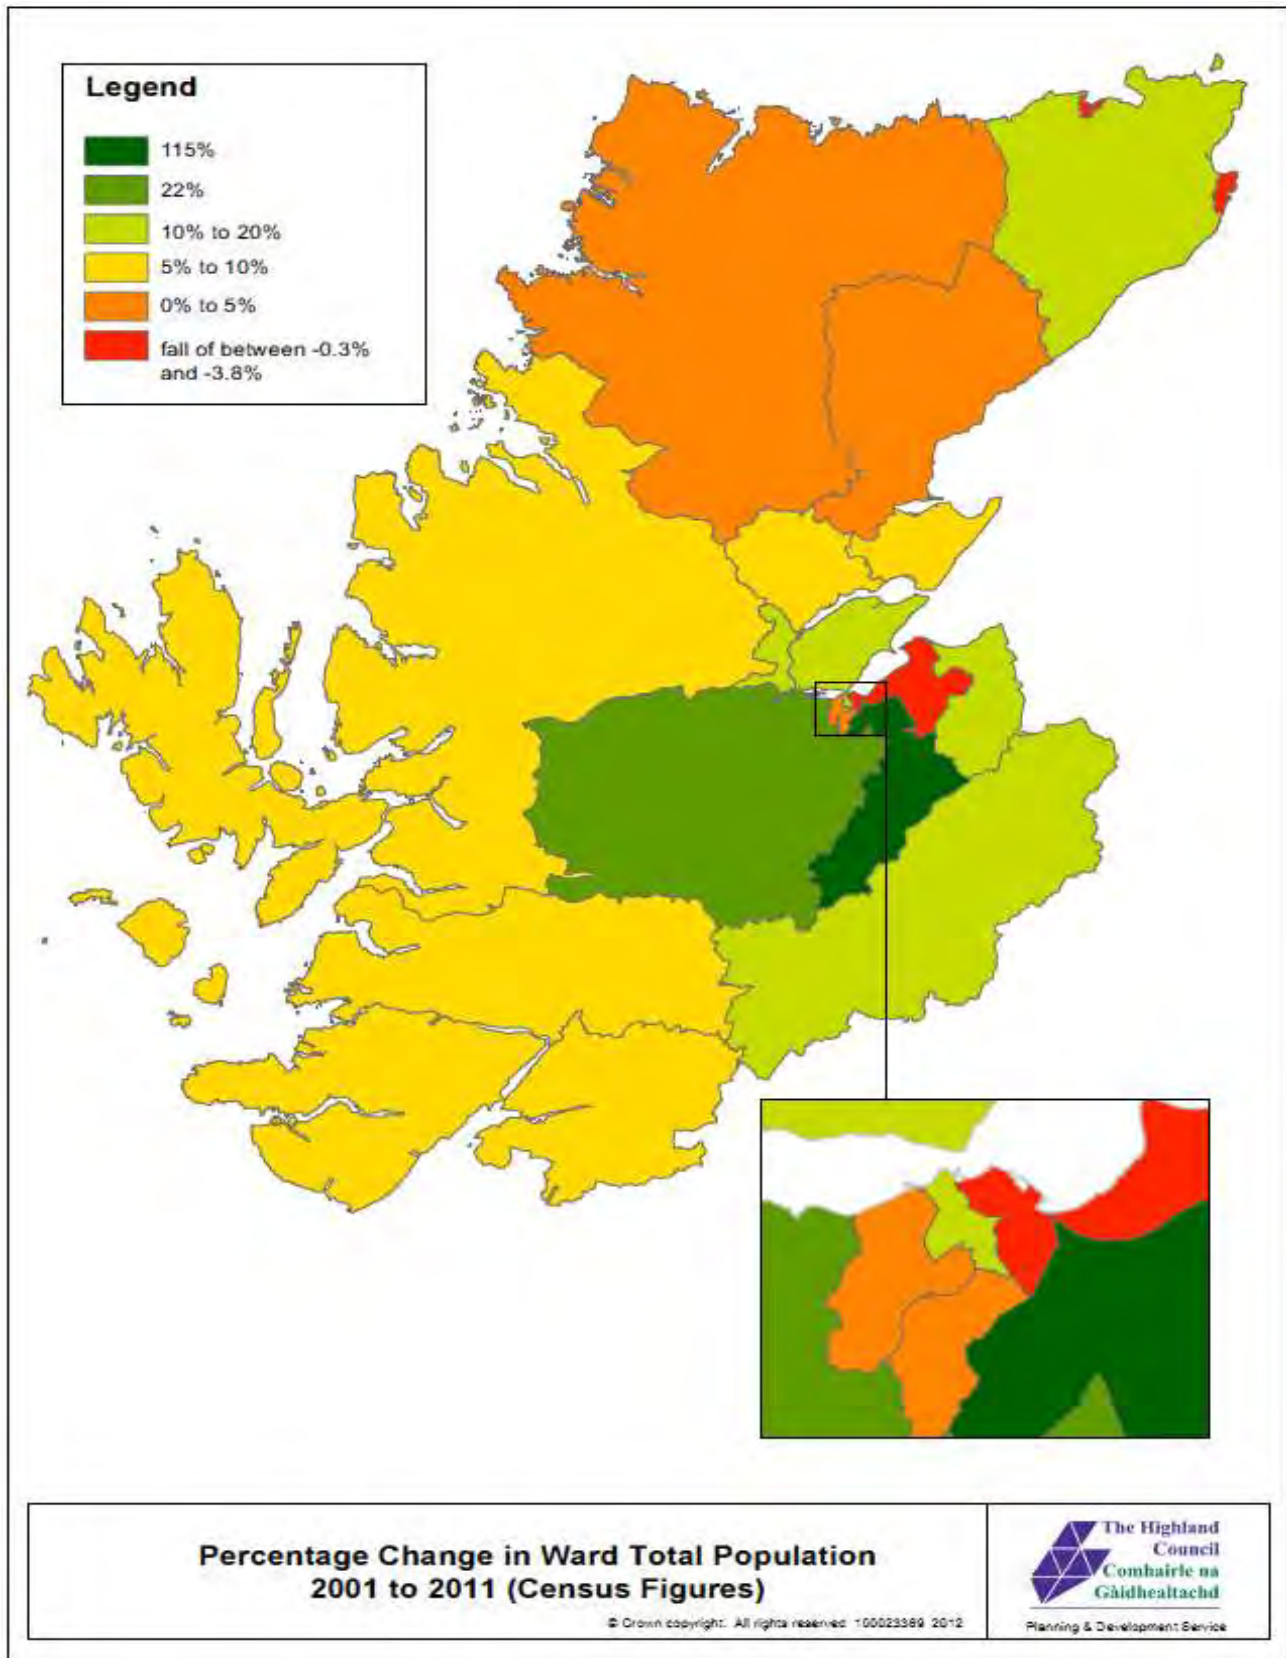 Legend
115%
22%
10% to 20%
5% to 10%
0% to 5%
fall of between -0.3%
and -3.8%
Percentage Change in Ward Total Population
2001 to 2011 (Census Figures)
© Crown copyright. All rights reserved 100023369 2012
The Highland
Council
Comhairle na
Gàidhealtachd
Planning & Development Service